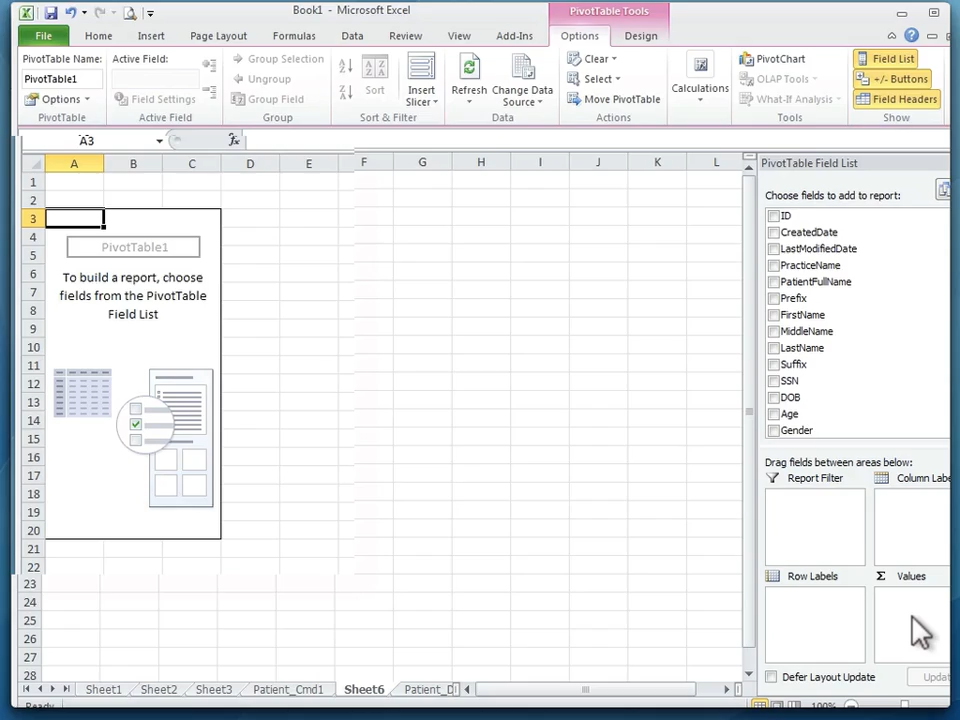 Book1 - Microsoft Excel
PivotTable Tools
File Home Insert Page Layout Formulas Data Review View Add-Ins Options Design
PivotTable Name:
PivotTable1
Options
PivotTable
Active Field:
Field Settings
Active Field
Group Selection
Ungroup
Group Field
Group
Sort
Insert
Slicer
Sort & Filter
Refresh
Change Data
Source
Data
Clear
Select
Move PivotTable
Actions
Calculations
PivotChart
OLAP Tools
What-If Analysis
Tools
Field List
+/- Buttons
Field Headers
Show
A3
fx
A B C D E F G H I J K L
1
2
3
4
5
6
7
8
9
10
11
12
13
14
15
16
17
18
19
20
21
22
23
24
25
26
27
28
PivotTable1
To build a report, choose
fields from the PivotTable
Field List
PivotTable Field List
Choose fields to add to report:
ID
CreatedDate
LastModifiedDate
PracticeName
PatientFullName
Prefix
FirstName
MiddleName
LastName
Suffix
SSN
DOB
Age
Gender
Drag fields between areas below:
Report Filter
Column Labe
Row Labels
Σ Values
Defer Layout Update
Updat
Sheet1 Sheet2 Sheet3 Patient_Cmd1 Sheet6 Patient_D
Ready
100%